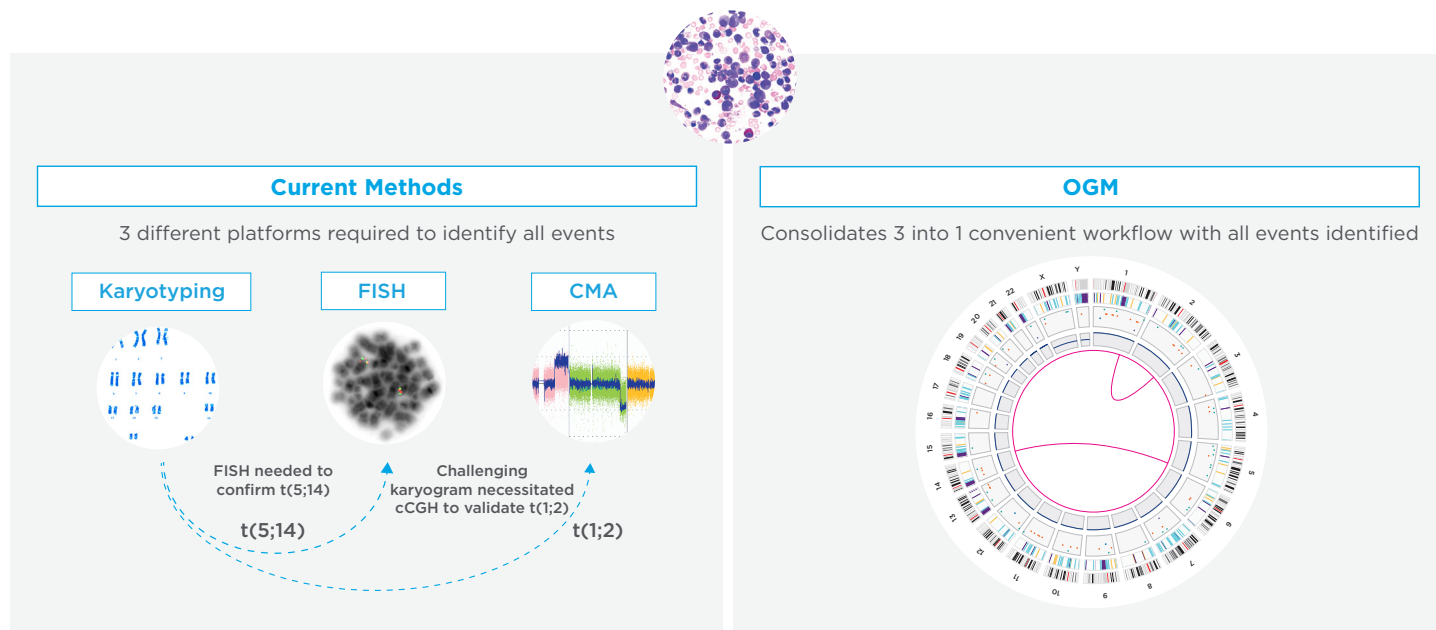 Current Methods
3 different platforms required to identify all events
Karyotyping
FISH
CMA
FISH needed to
confirm t(5;14)
t(5;14)
Challenging
karyogram necessitated
cCGH to validate t(1;2)
t(1;2)
OGM
Consolidates 3 into 1 convenient workflow with all events identified
1
2
3
4
5
6
7
8
9
10
11
12
13
14
15
16
17
18
19
20
21
22
X
Y